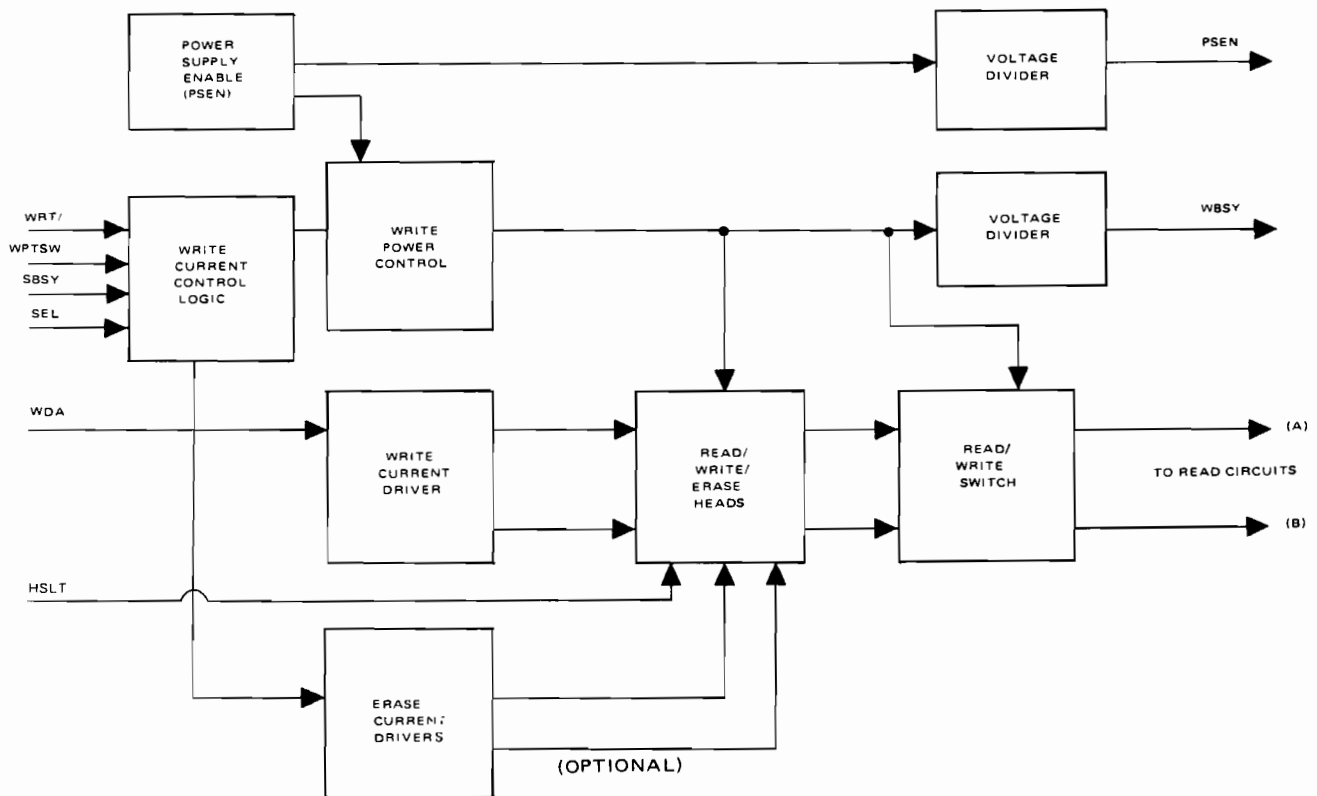 POWER
SUPPLY
ENABLE
(PSEN)
VOLTAGE
DIVIDER
PSEN
WRT/
WPTSW
SBSY
SEL
WRITE
CURRENT
CONTROL
LOGIC
WRITE
POWER
CONTROL
VOLTAGE
DIVIDER
WBSY
WDA
WRITE
CURRENT
DRIVER
READ/
WRITE/
ERASE
HEADS
READ/
WRITE
SWITCH
(A)
TO READ CIRCUITS
(B)
HSLT
ERASE
CURRENT
DRIVERS
(OPTIONAL)